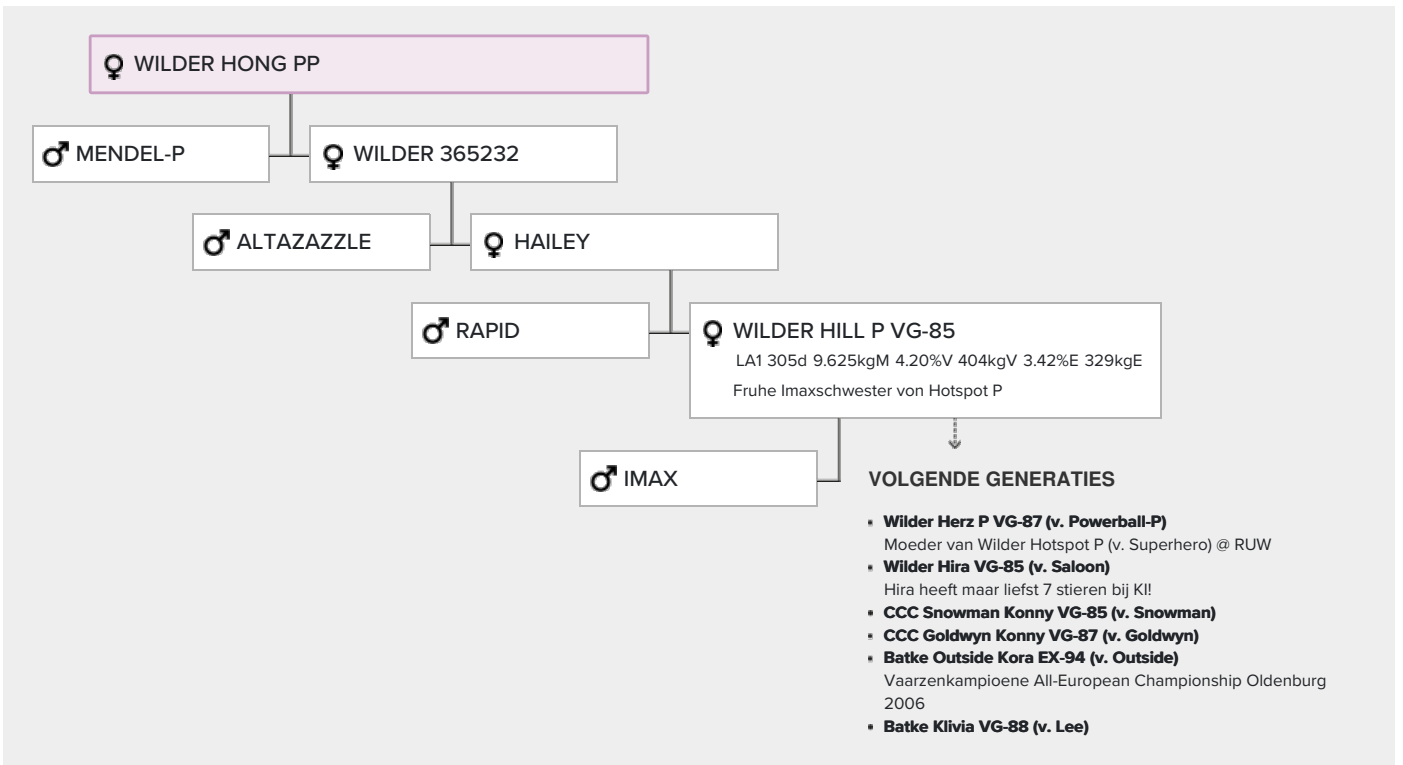 WILDER HONG PP
MENDEL-P
WILDER 365232
ALTAZAZZLE
HAILEY
RAPID
WILDER HILL P VG-85
LA1 305d 9.625kgM 4.20%V 404kgV 3.42%E 329kgE
Fruhe Imaxschwester von Hotspot P
IMAX
VOLGENDE GENERATIES
Wilder Herz P VG-87 (v. Powerball-P)
Moeder van Wilder Hotspot P (v. Superhero) @ RUW
Wilder Hira VG-85 (v. Saloon)
Hira heeft maar liefst 7 stieren bij KI!
CCC Snowman Konny VG-85 (v. Snowman)
CCC Goldwyn Konny VG-87 (v. Goldwyn)
Batke Outside Kora EX-94 (v. Outside)
Vaarzenkampioene All-European Championship Oldenburg
2006
Batke Klivia VG-88 (v. Lee)